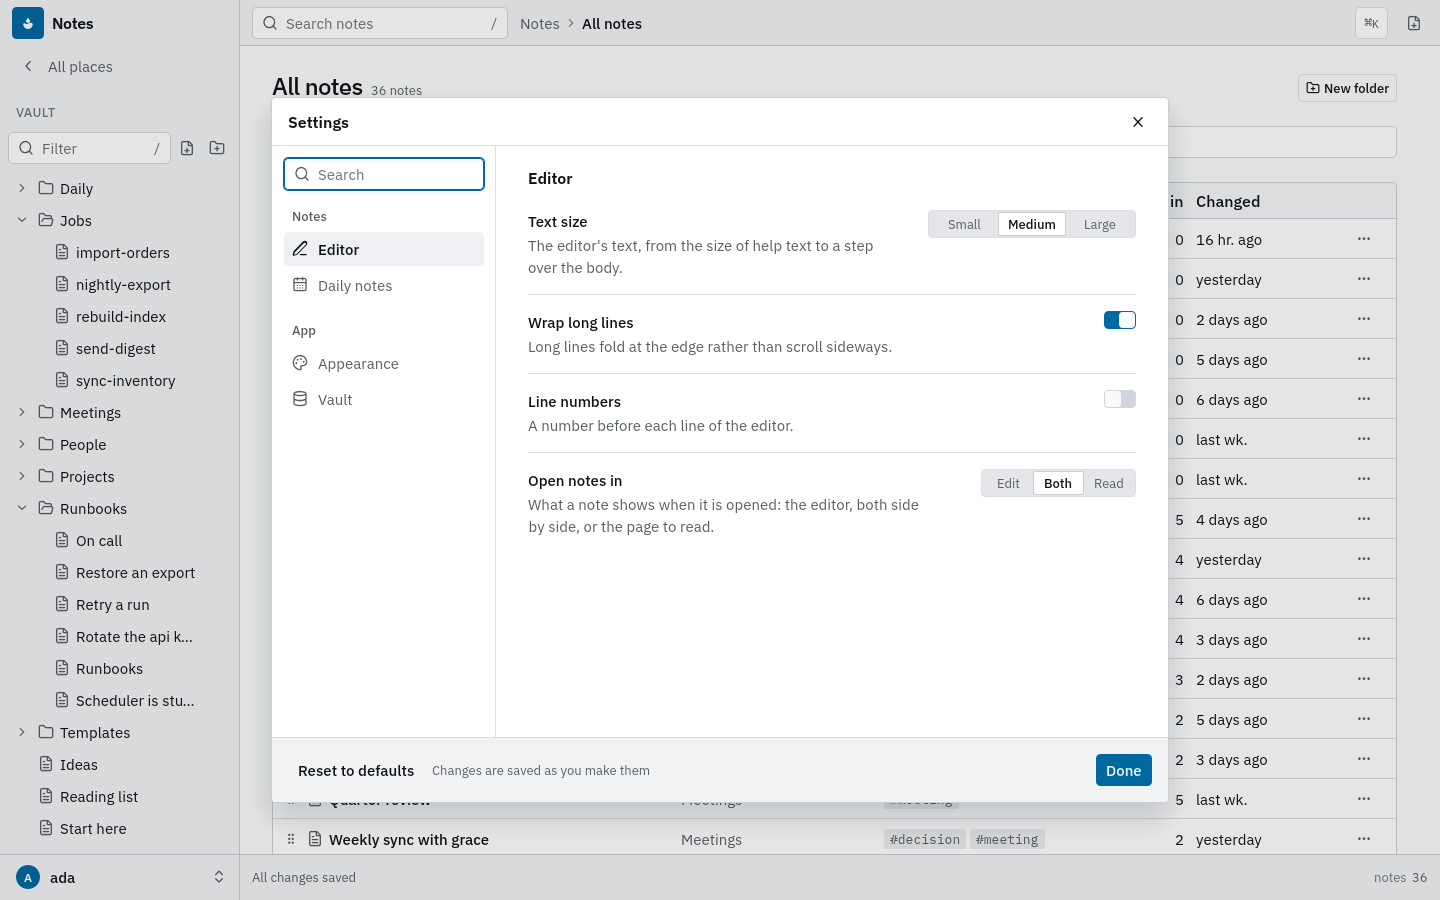 Notes
All places
VAULT
Filter /
Daily
Jobs
import-orders
nightly-export
rebuild-index
send-digest
sync-inventory
Meetings
People
Projects
Runbooks
On call
Restore an export
Retry a run
Rotate the api k...
Runbooks
Scheduler is stu...
Templates
Ideas
Reading list
Start here
A ada
Search notes /
Notes > All notes
⌘K
All notes 36 notes
New folder
Settings
Search
Notes
Editor
Daily notes
App
Appearance
Vault
Editor
Text size
The editor's text, from the size of help text to a step
over the body.
Small Medium Large
Wrap long lines
Long lines fold at the edge rather than scroll sideways.
Line numbers
A number before each line of the editor.
Open notes in
What a note shows when it is opened: the editor, both side
by side, or the page to read.
Edit Both Read
Reset to defaults
Changes are saved as you make them
Done
in Changed
0 16 hr. ago
0 yesterday
0 2 days ago
0 5 days ago
0 6 days ago
0 last wk.
0 last wk.
5 4 days ago
4 yesterday
4 6 days ago
4 3 days ago
3 2 days ago
2 5 days ago
2 3 days ago
Quarter review Meetings #meeting 5 last wk.
Weekly sync with grace Meetings #decision #meeting 2 yesterday
All changes saved
notes 36